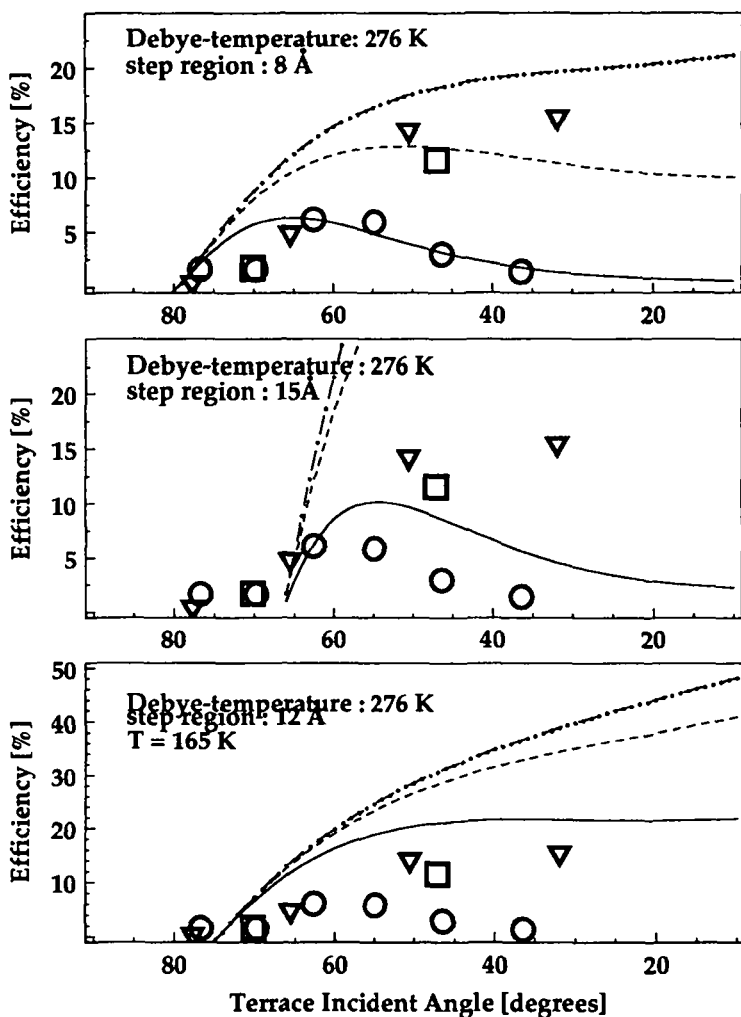 Debye-temperature: 276 K
step region : 8 Å
Efficiency [%]
20
15
10
5
80 60 40 20
Debye-temperature : 276 K
step region : 15Å
Efficiency [%]
20
15
10
5
80 60 40 20
Debye-temperature : 276 K
step region : 12 Å
T = 165 K
Efficiency [%]
50
40
30
20
10
80 60 40 20
Terrace Incident Angle [degrees]